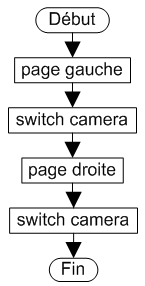 Début
page gauche
switch camera
page droite
switch camera
Fin